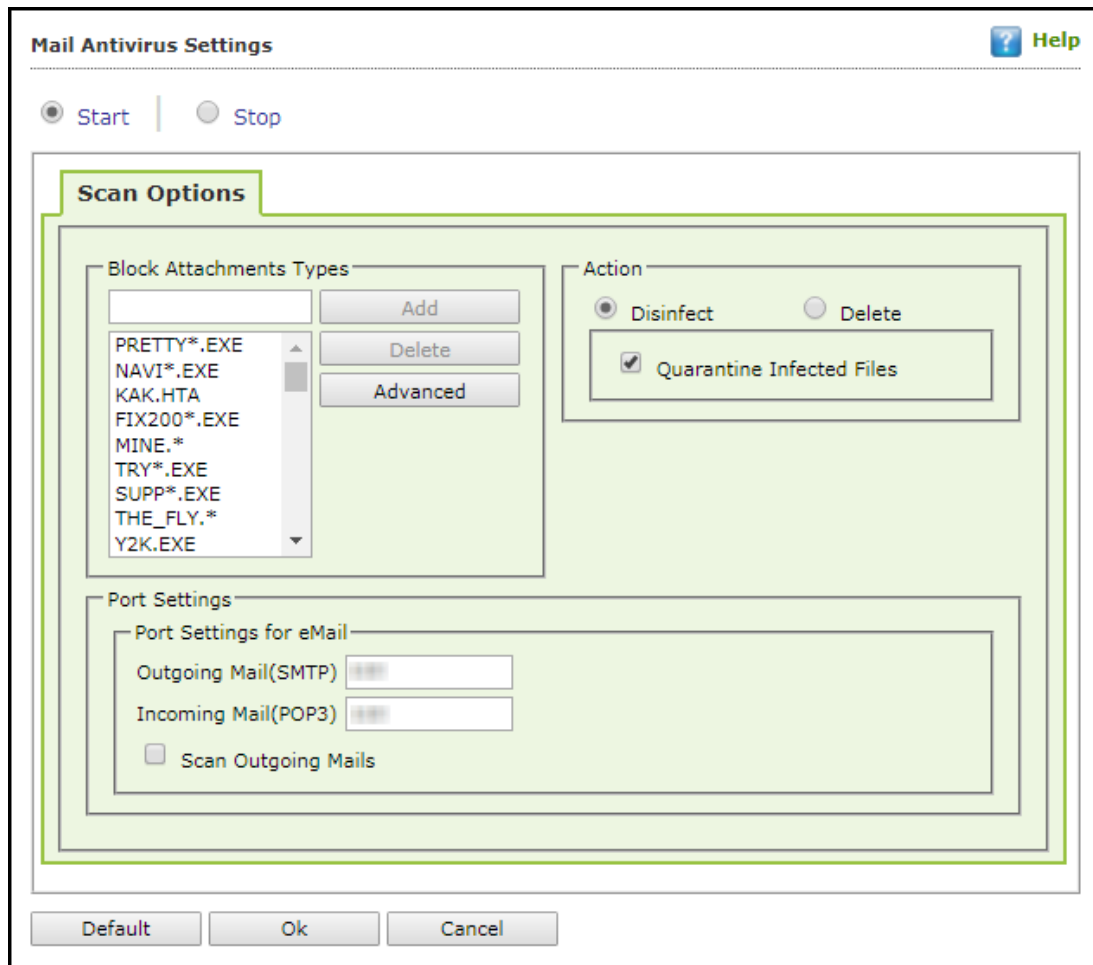 Mail Antivirus Settings
? Help
Start
Stop
Scan Options
Block Attachments Types
Add
PRETTY*.EXE
NAVI*.EXE
KAK.HTA
FIX200*.EXE
MINE.*
TRY*.EXE
SUPP*.EXE
THE_FLY.*
Y2K.EXE
Delete
Advanced
Action
Disinfect
Delete
Quarantine Infected Files
Port Settings
Port Settings for eMail
Outgoing Mail(SMTP)
Incoming Mail(POP3)
Scan Outgoing Mails
Default
Ok
Cancel